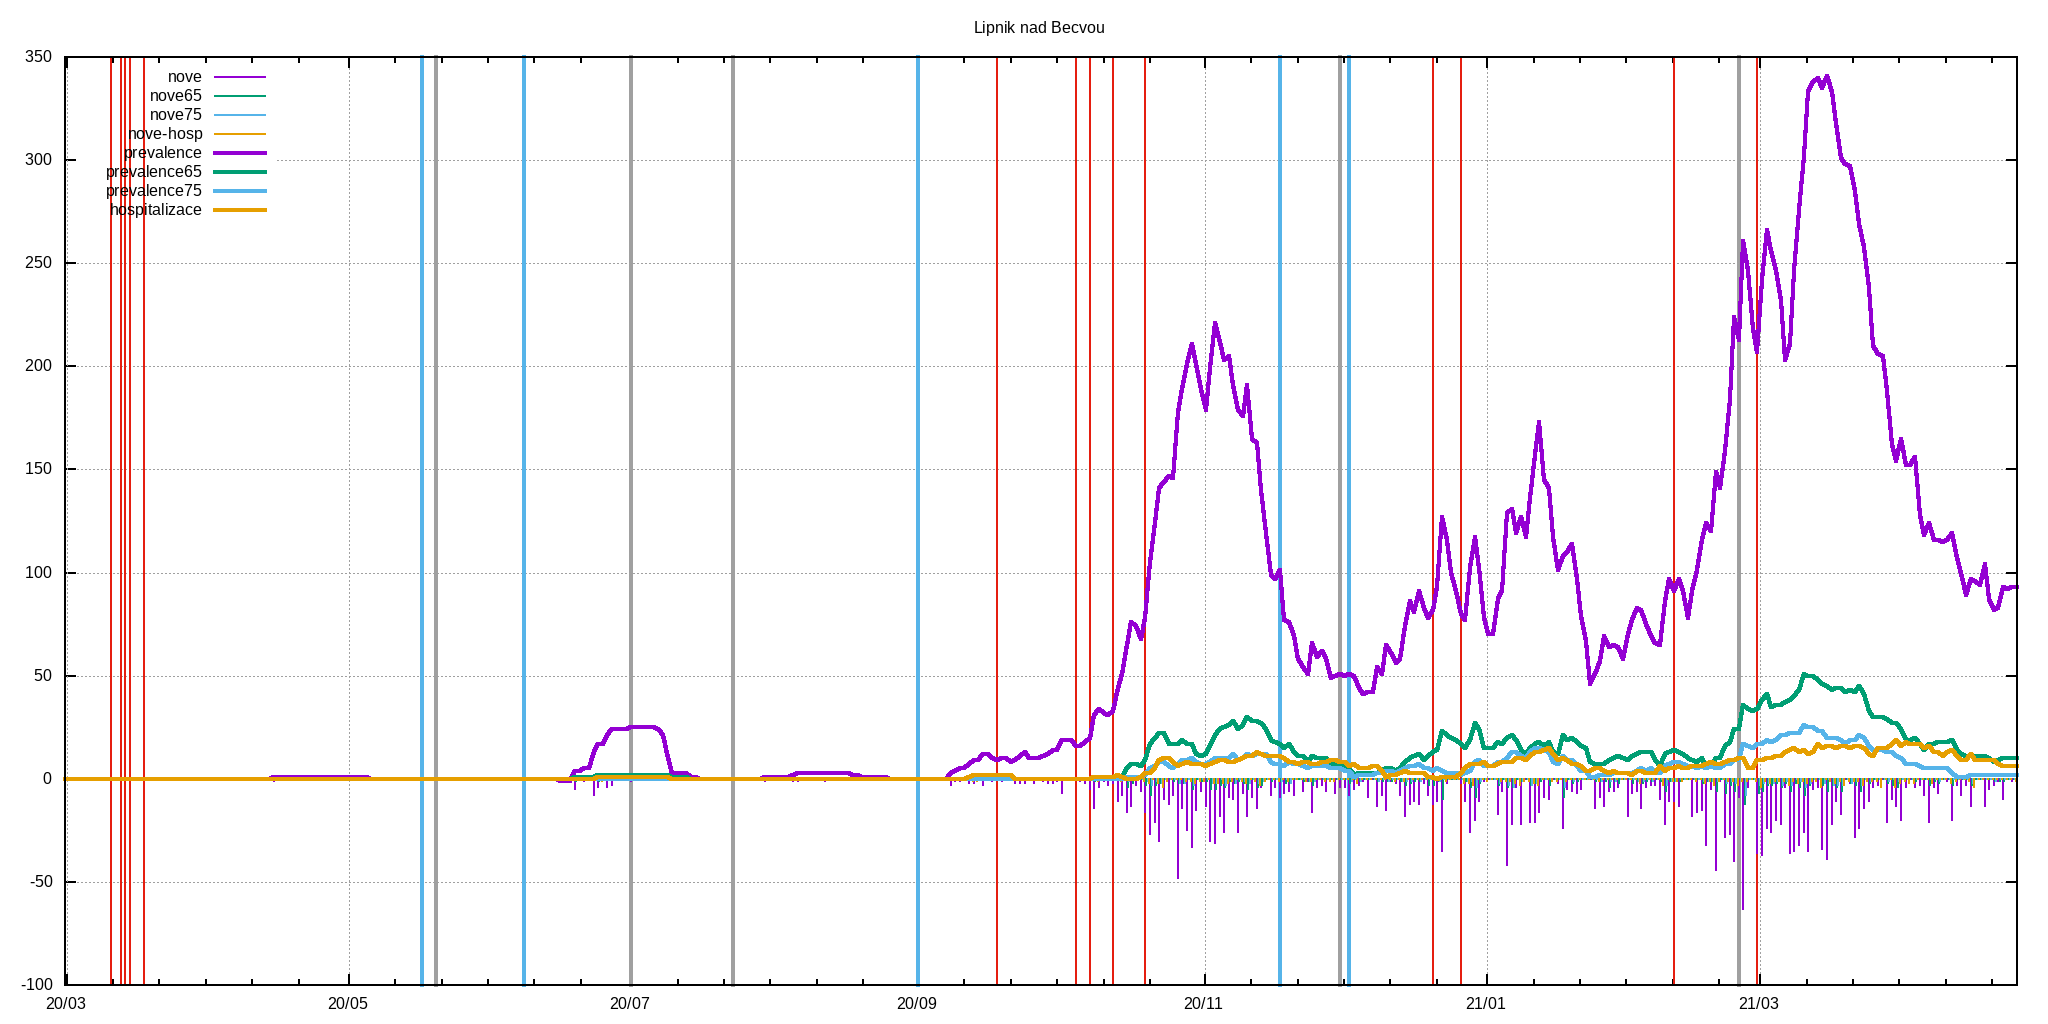 Lipnik nad Becvou
350
300
250
200
150
100
50
0
-50
-100
nove
nove65
nove75
nove-hosp
prevalence
prevalence65
prevalence75
hospitalizace
20/03 20/05 20/07 20/09 20/11 21/01 21/03